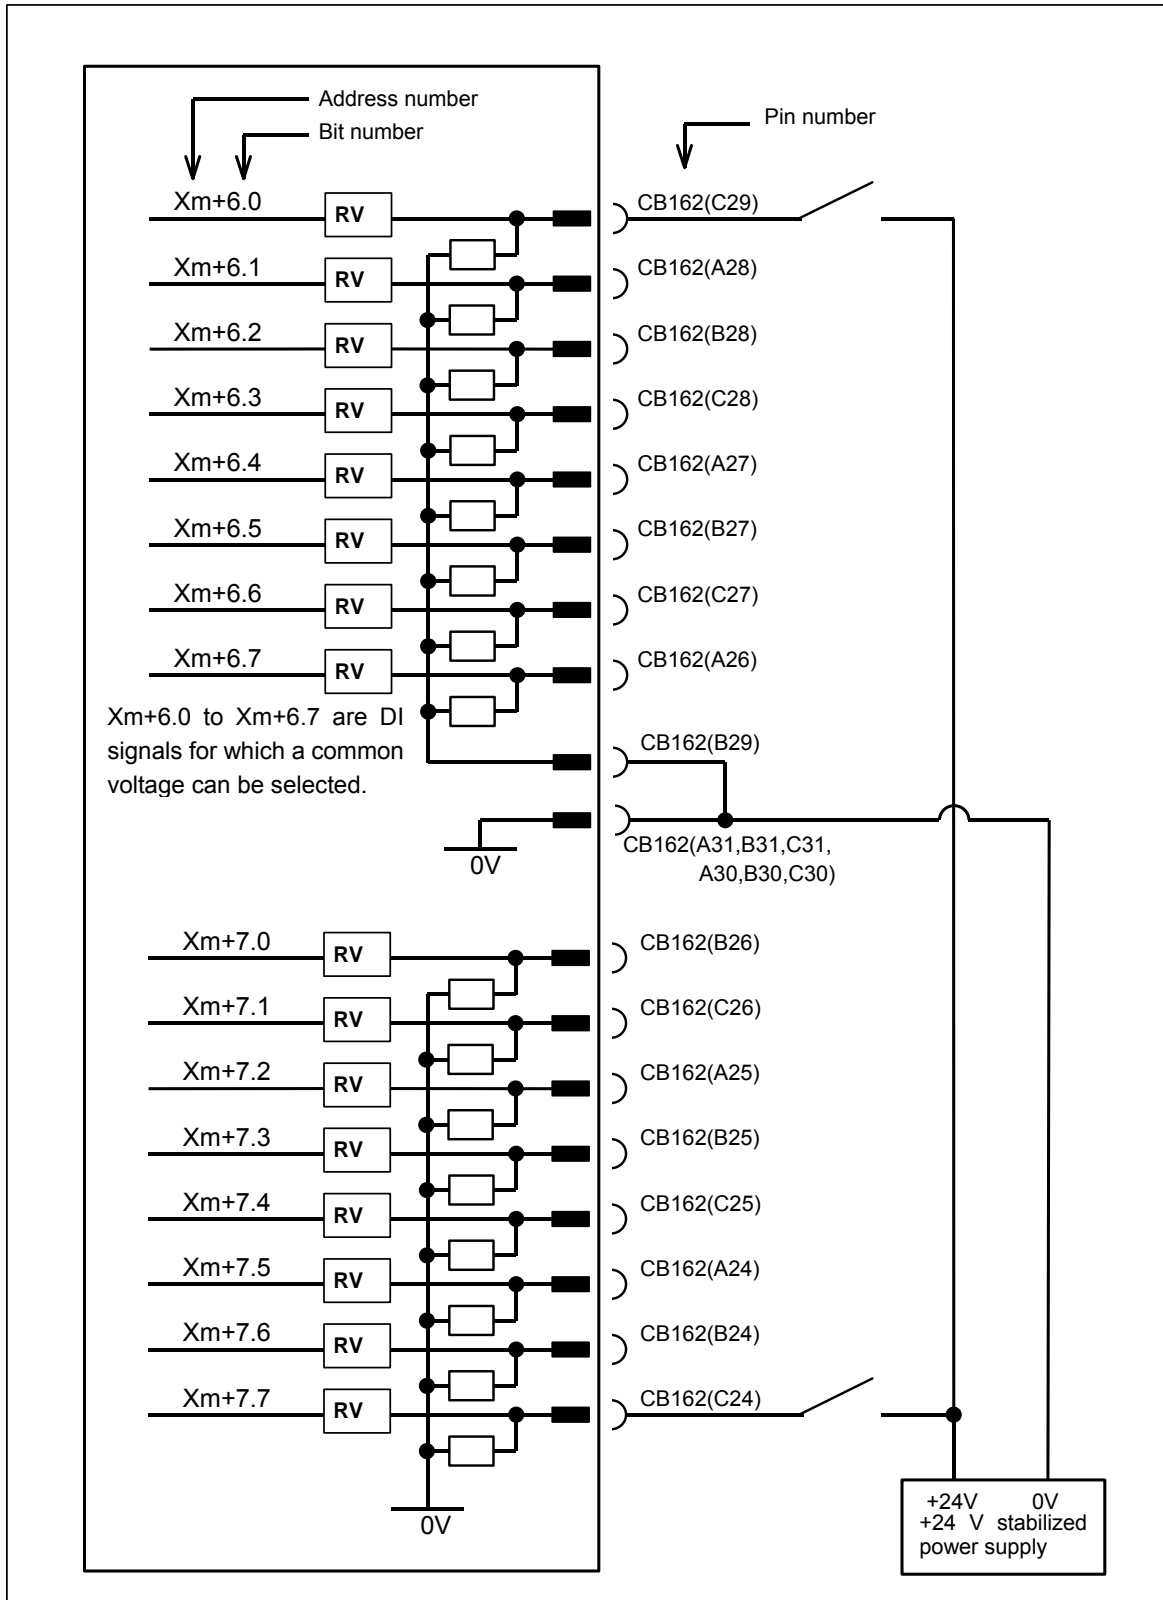 Address number
Bit number
Pin number
Xm+6.0 RV CB162(C29)
Xm+6.1 RV CB162(A28)
Xm+6.2 RV CB162(B28)
Xm+6.3 RV CB162(C28)
Xm+6.4 RV CB162(A27)
Xm+6.5 RV CB162(B27)
Xm+6.6 RV CB162(C27)
Xm+6.7 RV CB162(A26)
Xm+6.0 to Xm+6.7 are DI
signals for which a common
voltage can be selected.
CB162(B29)
0V
CB162(A31,B31,C31,
A30,B30,C30)
Xm+7.0 RV CB162(B26)
Xm+7.1 RV CB162(C26)
Xm+7.2 RV CB162(A25)
Xm+7.3 RV CB162(B25)
Xm+7.4 RV CB162(C25)
Xm+7.5 RV CB162(A24)
Xm+7.6 RV CB162(B24)
Xm+7.7 RV CB162(C24)
0V
+24V 0V
+24 V stabilized
power supply